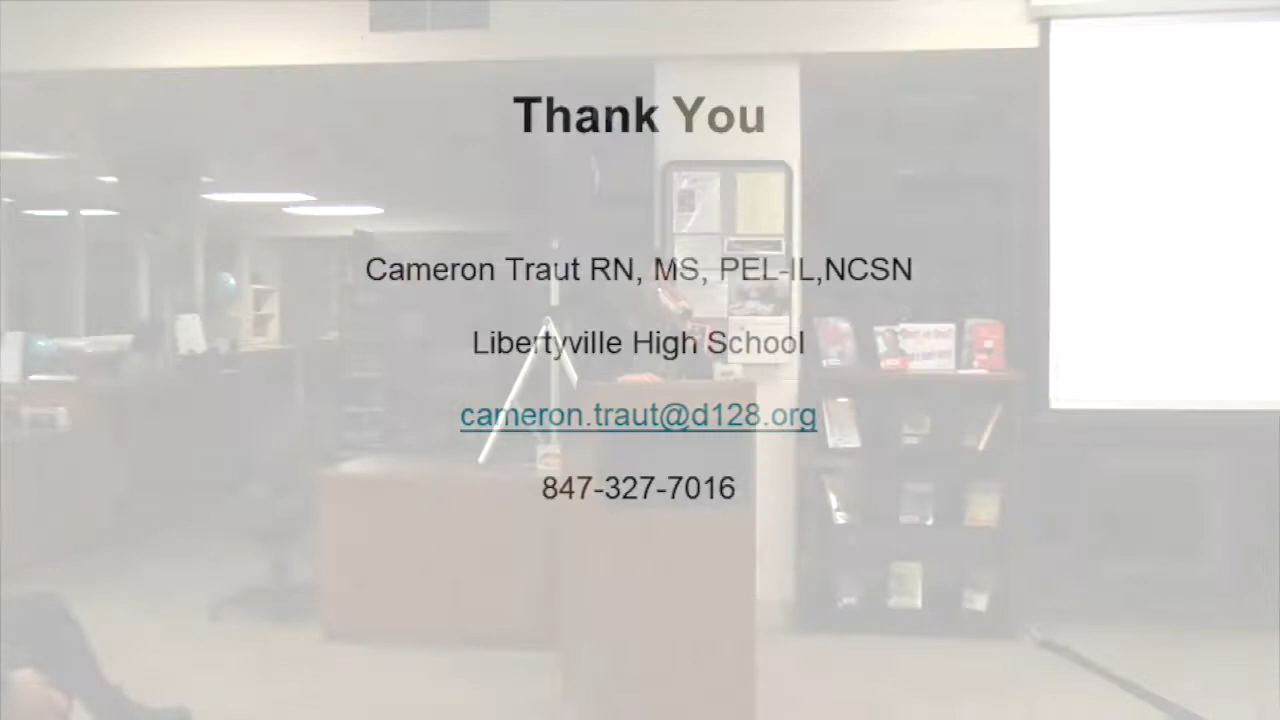 Thank You
Cameron Traut RN, MS, PEL-IL,NCSN
Libertyville High School
cameron.traut@d128.org
847-327-7016